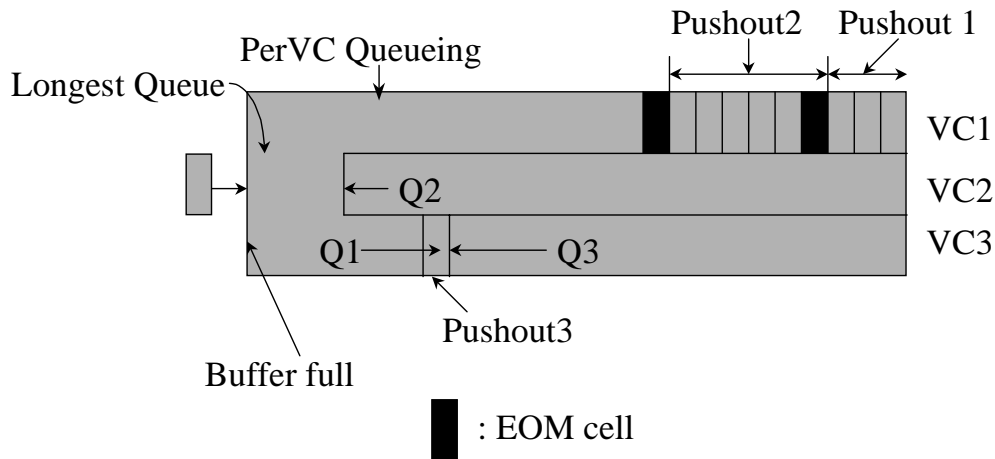 Pushout2
Pushout 1
PerVC Queueing
Longest Queue
VC1
Q2
VC2
Q1
Q3
VC3
Pushout3
Buffer full
: EOM cell